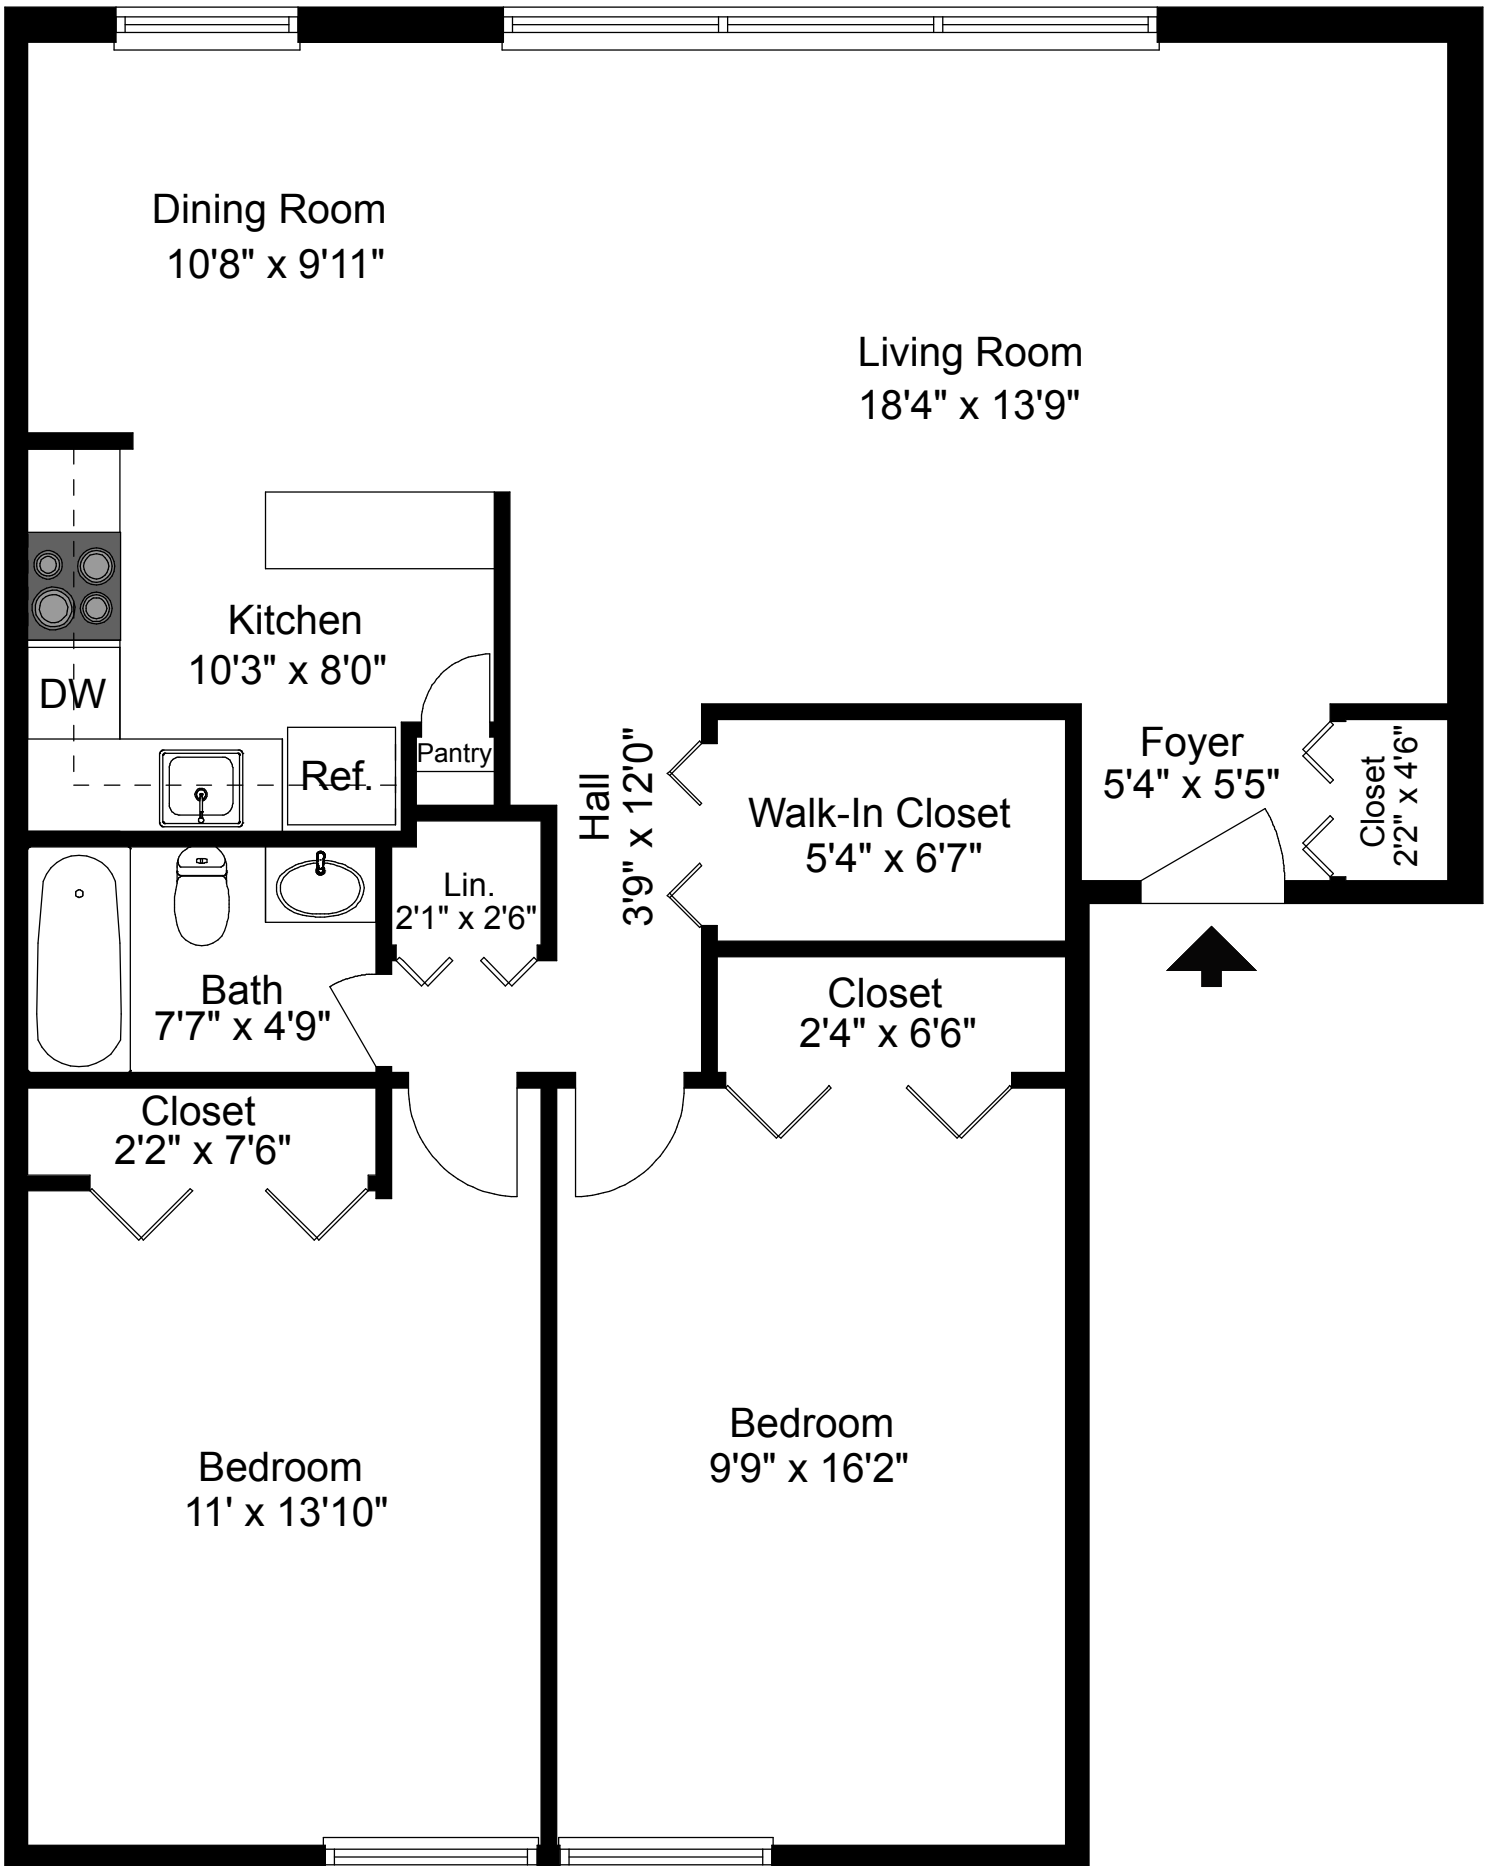 Dining Room
10'8" x 9'11"
Living Room
18'4" x 13'9"
Kitchen
10'3" x 8'0"
DW
Ref.
Pantry
Hall
3'9" x 12'0"
Walk-In Closet
5'4" x 6'7"
Foyer
5'4" x 5'5"
Closet
2'2" x 4'6"
Lin.
2'1" x 2'6"
Bath
7'7" x 4'9"
Closet
2'4" x 6'6"
Closet
2'2" x 7'6"
Bedroom
9'9" x 16'2"
Bedroom
11' x 13'10"